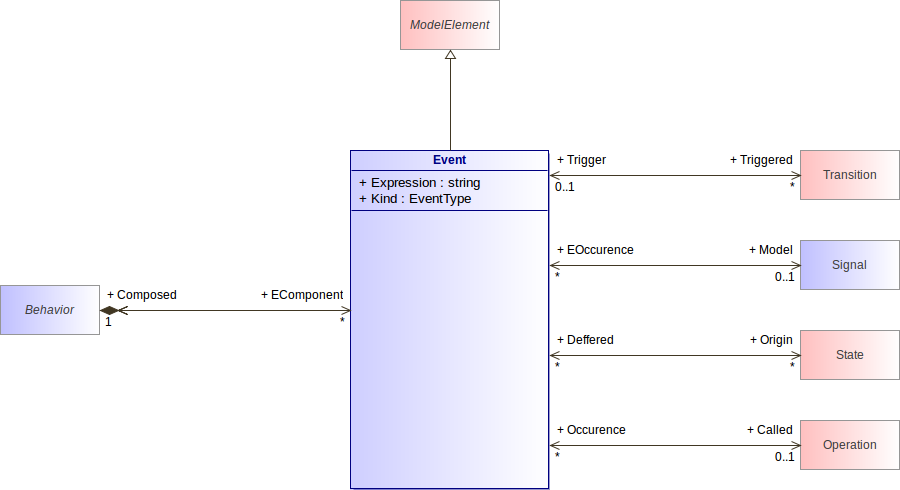 ModelElement
Event
+ Expression : string
+ Kind : EventType
+ Trigger
+ Triggered
0..1
*
Transition
+ EOccurence
+ Model
*
0..1
Signal
Behavior
+ Composed
+ EComponent
1
*
+ Deffered
+ Origin
*
*
State
+ Occurence
+ Called
*
0..1
Operation